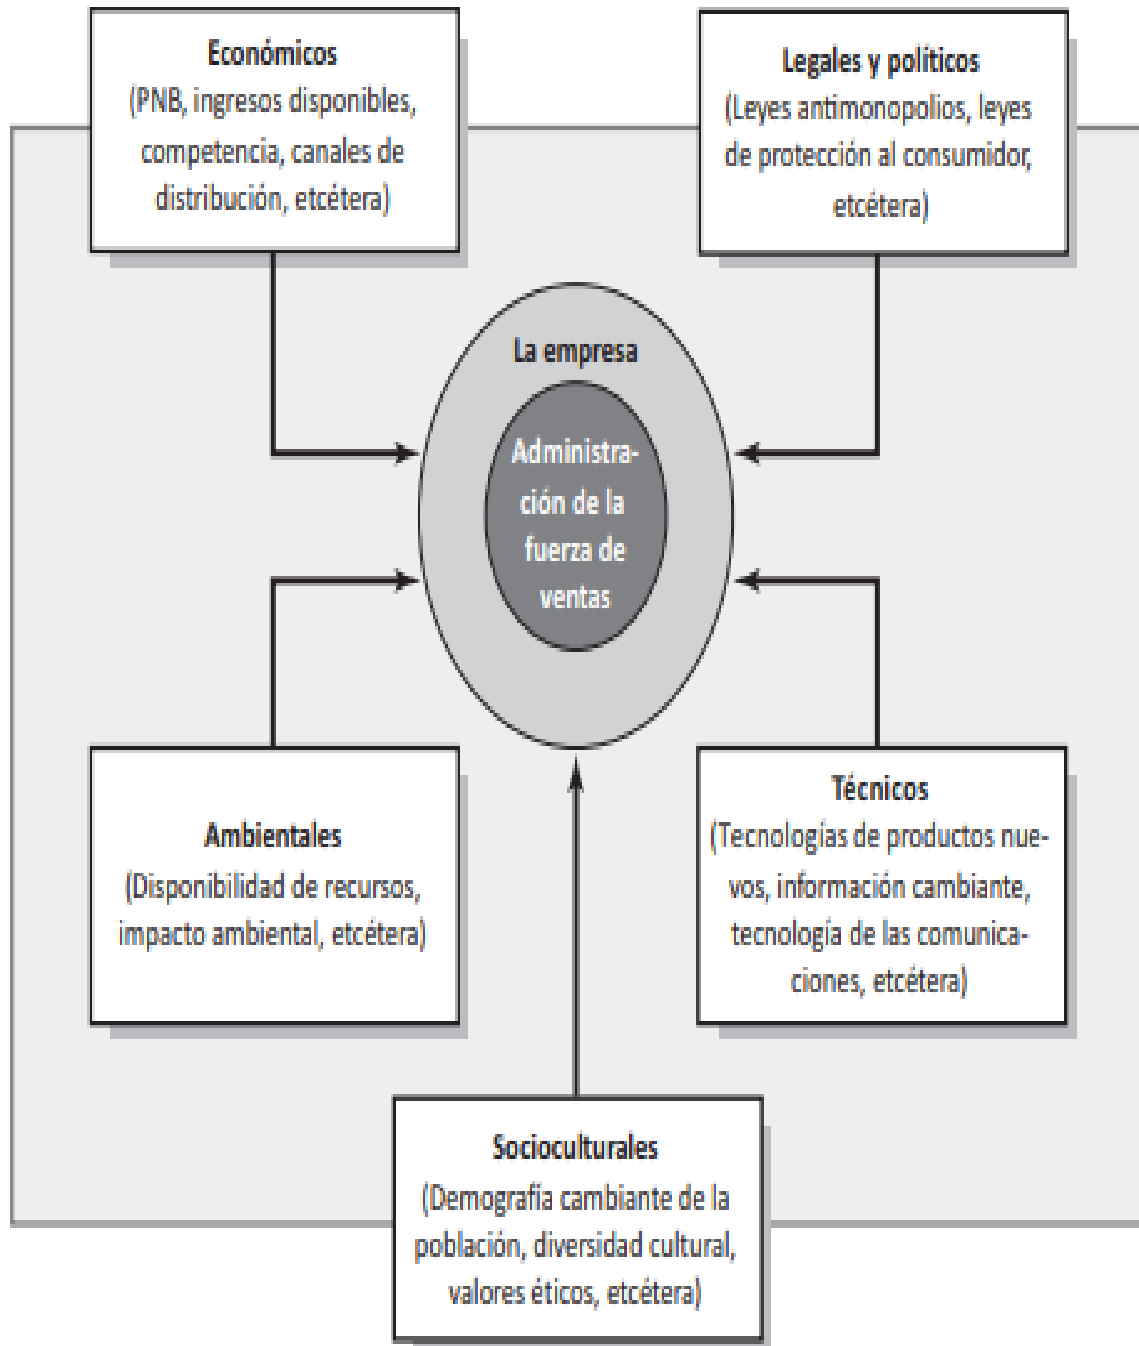 Económicos
(PNB, ingresos disponibles,
competencia, canales de
distribución, etcétera)
Legales y políticos
(Leyes antimonopolios, leyes
de protección al consumidor,
etcétera)
La empresa
Administra-
ción de la
fuerza de
ventas
Ambientales
(Disponibilidad de recursos,
impacto ambiental, etcétera)
Técnicos
(Tecnologías de productos nue-
vos, información cambiante,
tecnología de las comunica-
ciones, etcétera)
Socioculturales
(Demografía cambiante de la
población, diversidad cultural,
valores éticos, etcétera)